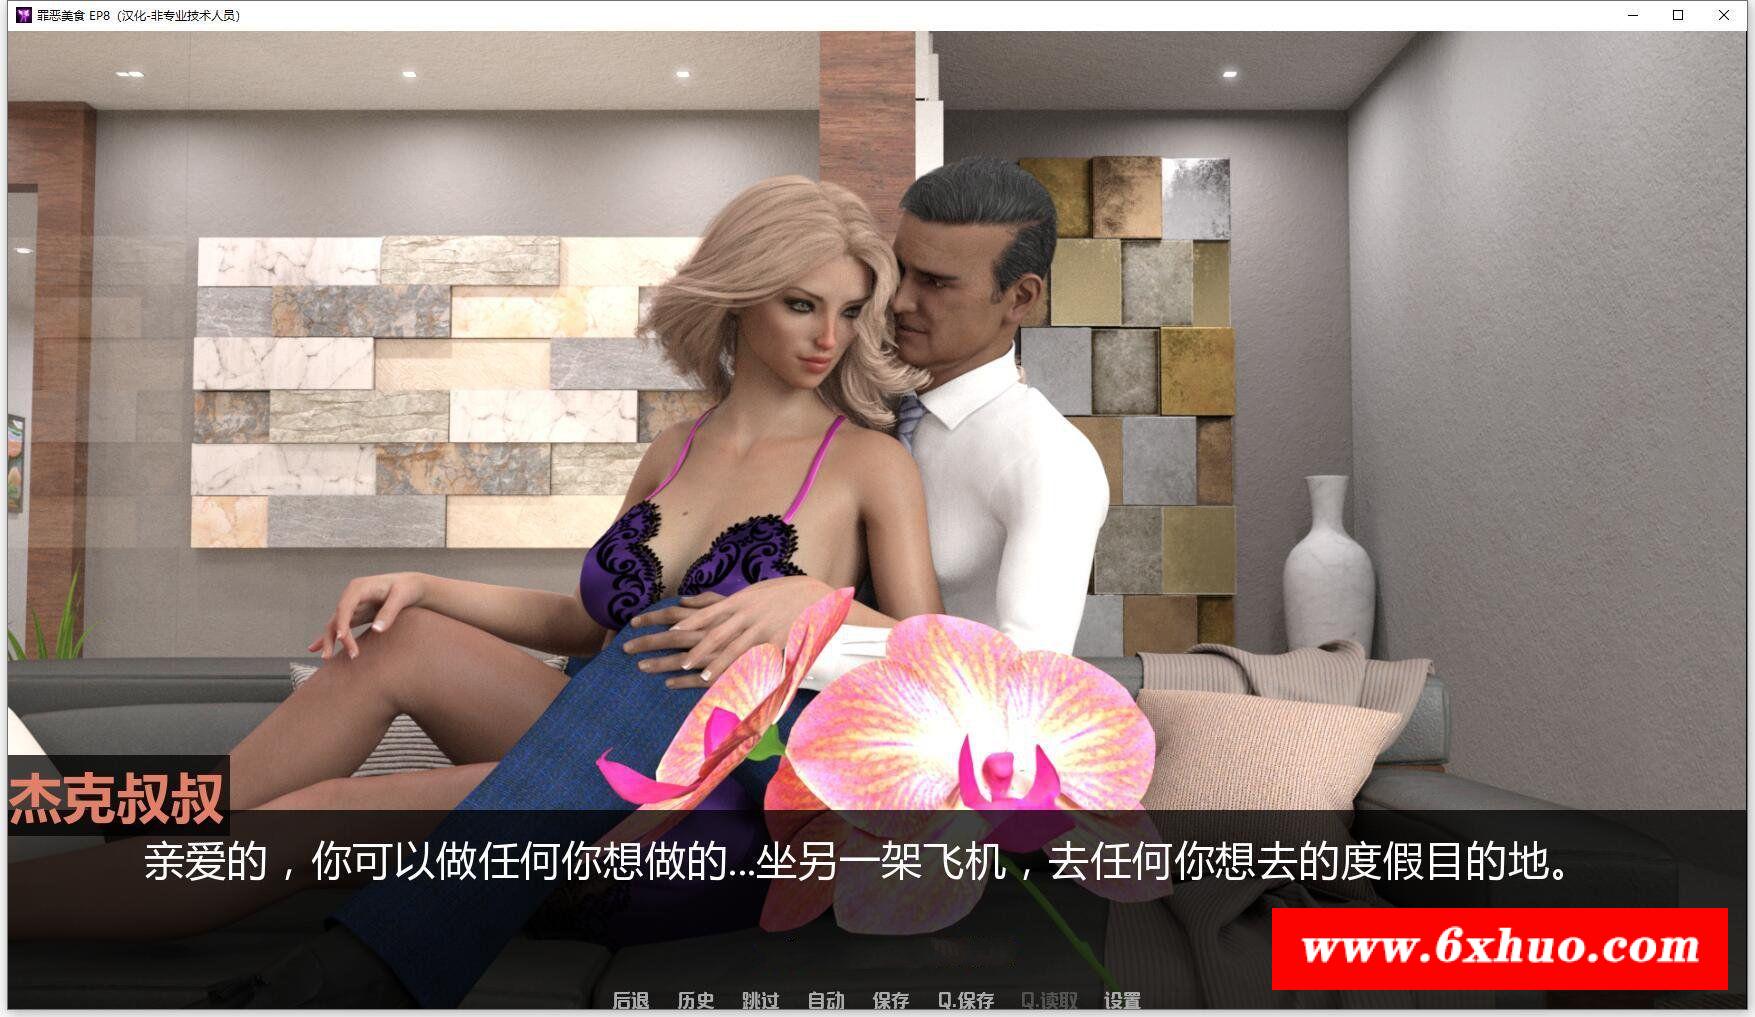 罪恶美食 EP8（汉化-非专业技术人员）
杰克叔叔
亲爱的，你可以做任何你想做的...坐另一架飞机，去任何你想去的度假目的地。
www.6xhuo.com
后退 历史 跳过 自动 保存 Q.保存 Q.读取 设置